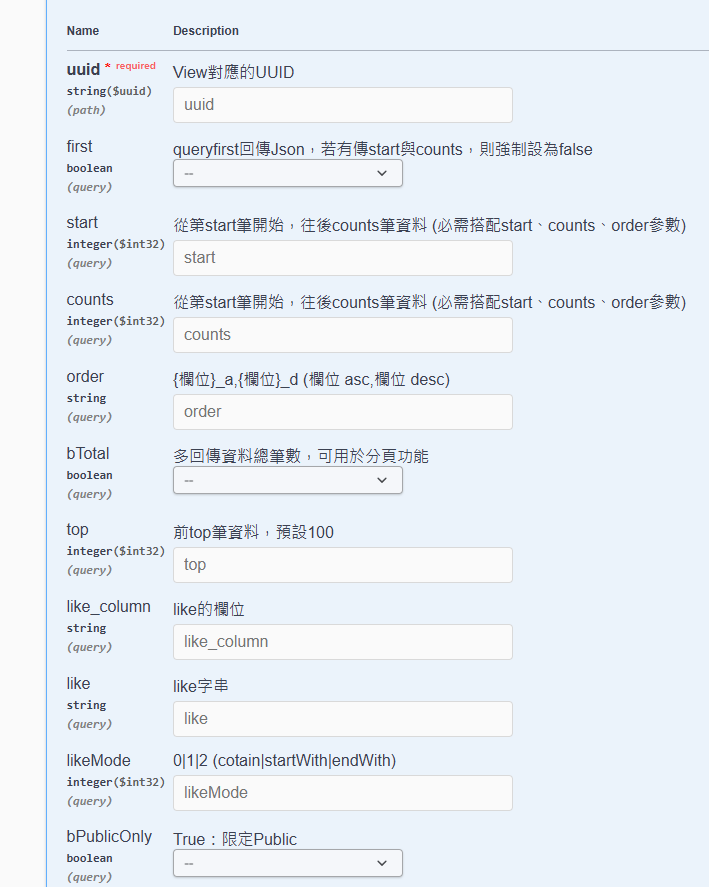 Name Description
uuid * required View對應的UUID
string($uuid)
(path)
uuid
first queryfirst回傳Json，若有傳start與counts，則強制設為false
boolean
(query)
--
start 從第start筆開始，往後counts筆資料 (必需搭配start、counts、order參數)
integer($int32)
(query)
start
counts 從第start筆開始，往後counts筆資料 (必需搭配start、counts、order參數)
integer($int32)
(query)
counts
order {欄位}_a,{欄位}_d (欄位 asc,欄位 desc)
string
(query)
order
bTotal 多回傳資料總筆數，可用於分頁功能
boolean
(query)
--
top 前top筆資料，預設100
integer($int32)
(query)
top
like_column like的欄位
string
(query)
like_column
like like字串
string
(query)
like
likeMode 0|1|2 (cotain|startWith|endWith)
integer($int32)
(query)
likeMode
bPublicOnly True：限定Public
boolean
(query)
--